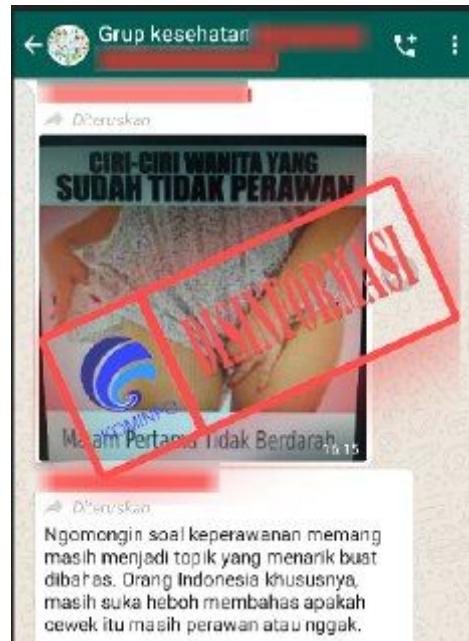 Grup kesehatan
Diteruskan
CIRI-CIRI WANITA YANG
SUDAH TIDAK PERAWAN
DISINFORMASI
KOMINFO
Malam Pertama Tidak Berdarah
16.15
Diteruskan
Ngomongin soal keperawanan memang
masih menjadi topik yang menarik buat
dibahas. Orang Indonesia khususnya,
masih suka heboh membahas apakah
cewek itu masih perawan atau nggak.